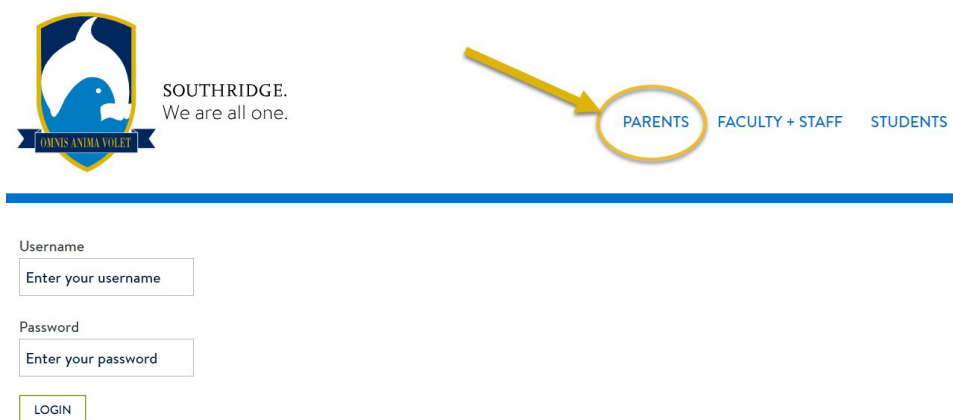 SOUTHRIDGE.
We are all one.
OMNIS ANIMA VOLET
PARENTS FACULTY + STAFF STUDENTS
Username
Enter your username
Password
Enter your password
LOGIN